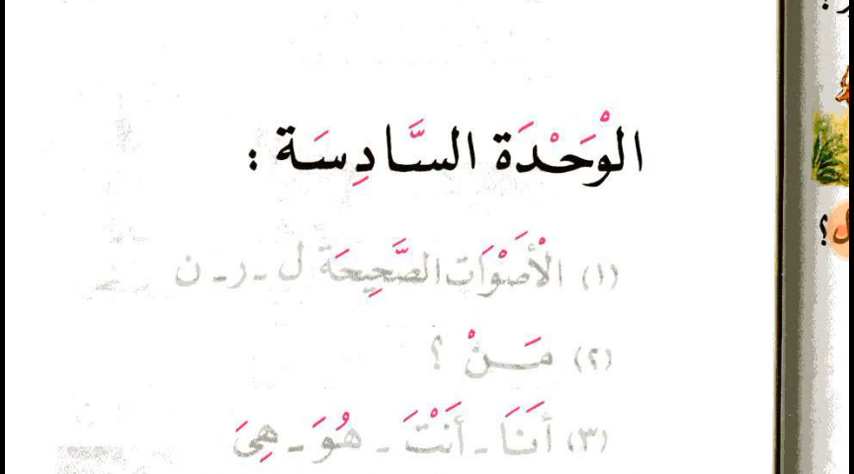 الْوَحْدَة السَّادِسَة :
(١) الْأَصْوَات الصَّحِيحَة ل - ر - ن
(٢) مَنْ ؟
(٣) أَنَا - أَنْتَ - هُوَ - هِيَ